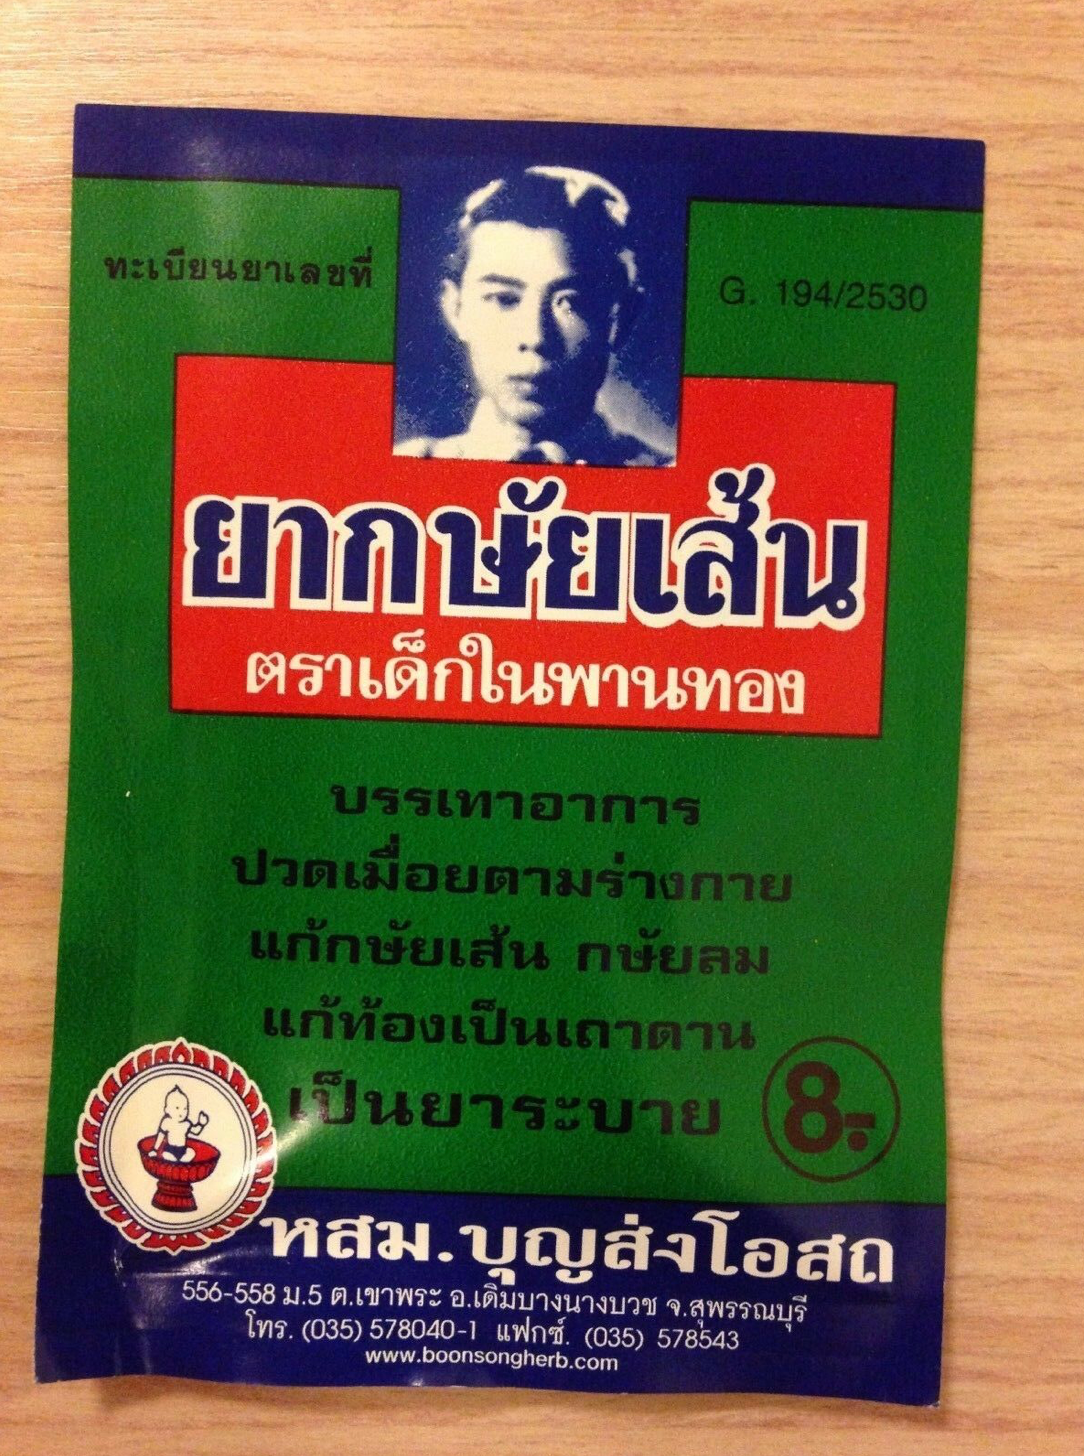 ทะเบียนยาเลขที่ G. 194/2530
ยากษัยเส้น
ตราเด็กในพานทอง
บรรเทาอาการ
ปวดเมื่อยตามร่างกาย
แก้กษัยเส้น กษัยลม
แก้ท้องเป็นเถาดาน
เป็นยาระบาย
8.-
หสม.บุญส่งโอสถ
556-558 ม.5 ต.เขาพระ อ.เดิมบางนางบวช จ.สุพรรณบุรี
โทร. (035) 578040-1 แฟกซ์. (035) 578543
www.boonsongherb.com